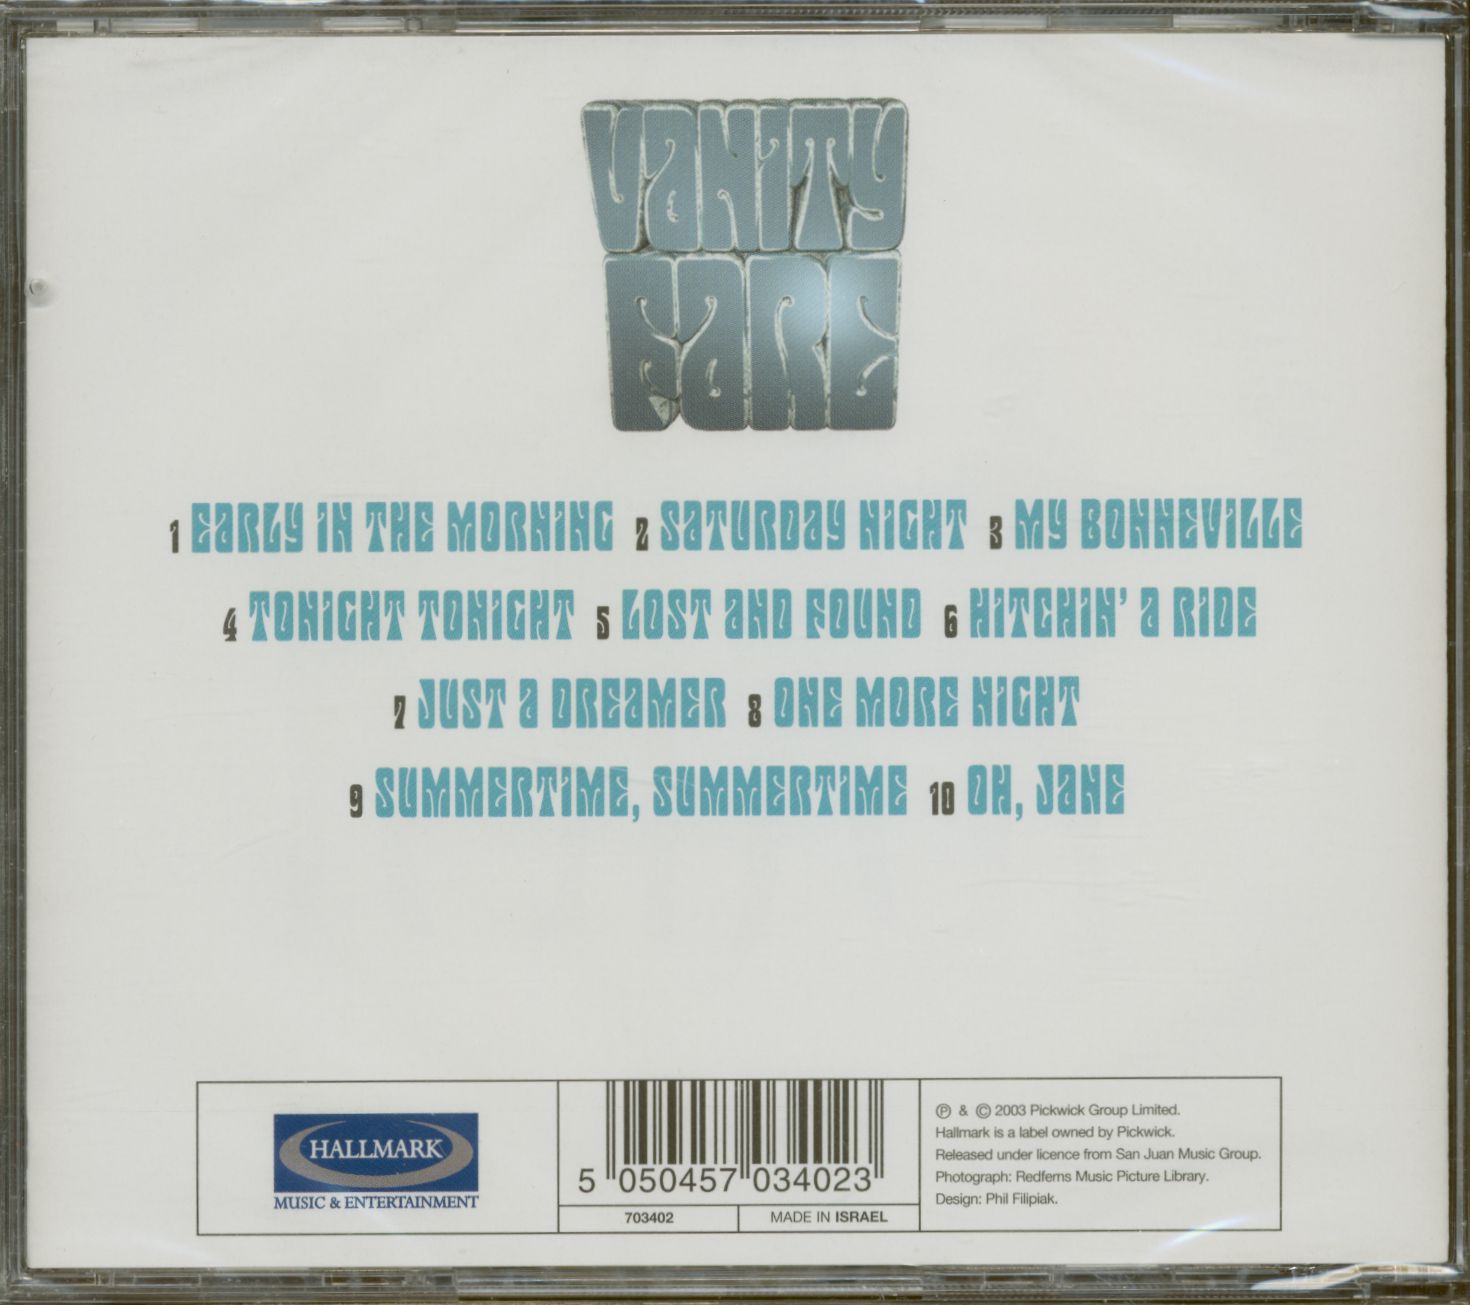 VANITY
FARE
1 EARLY IN THE MORNING 2 SATURDAY NIGHT 3 MY BONNEVILLE
4 TONIGHT TONIGHT 5 LOST AND FOUND 6 HITCHIN' A RIDE
7 JUST A DREAMER 8 ONE MORE NIGHT
9 SUMMERTIME, SUMMERTIME 10 OH, JANE
HALLMARK
MUSIC & ENTERTAINMENT
5 050457 034023
703402 MADE IN ISRAEL
℗ & © 2003 Pickwick Group Limited.
Hallmark is a label owned by Pickwick.
Released under licence from San Juan Music Group.
Photograph: Redferns Music Picture Library.
Design: Phil Filipiak.